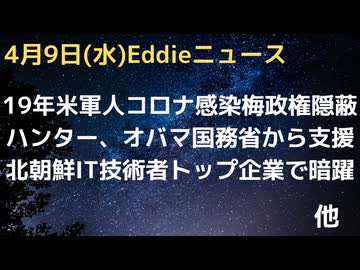 4月9日(水)Eddieニュース
19年米軍人コロナ感染梅政権隠蔽
ハンター、オバマ国務省から支援
北朝鮮IT技術者トップ企業で暗躍
他